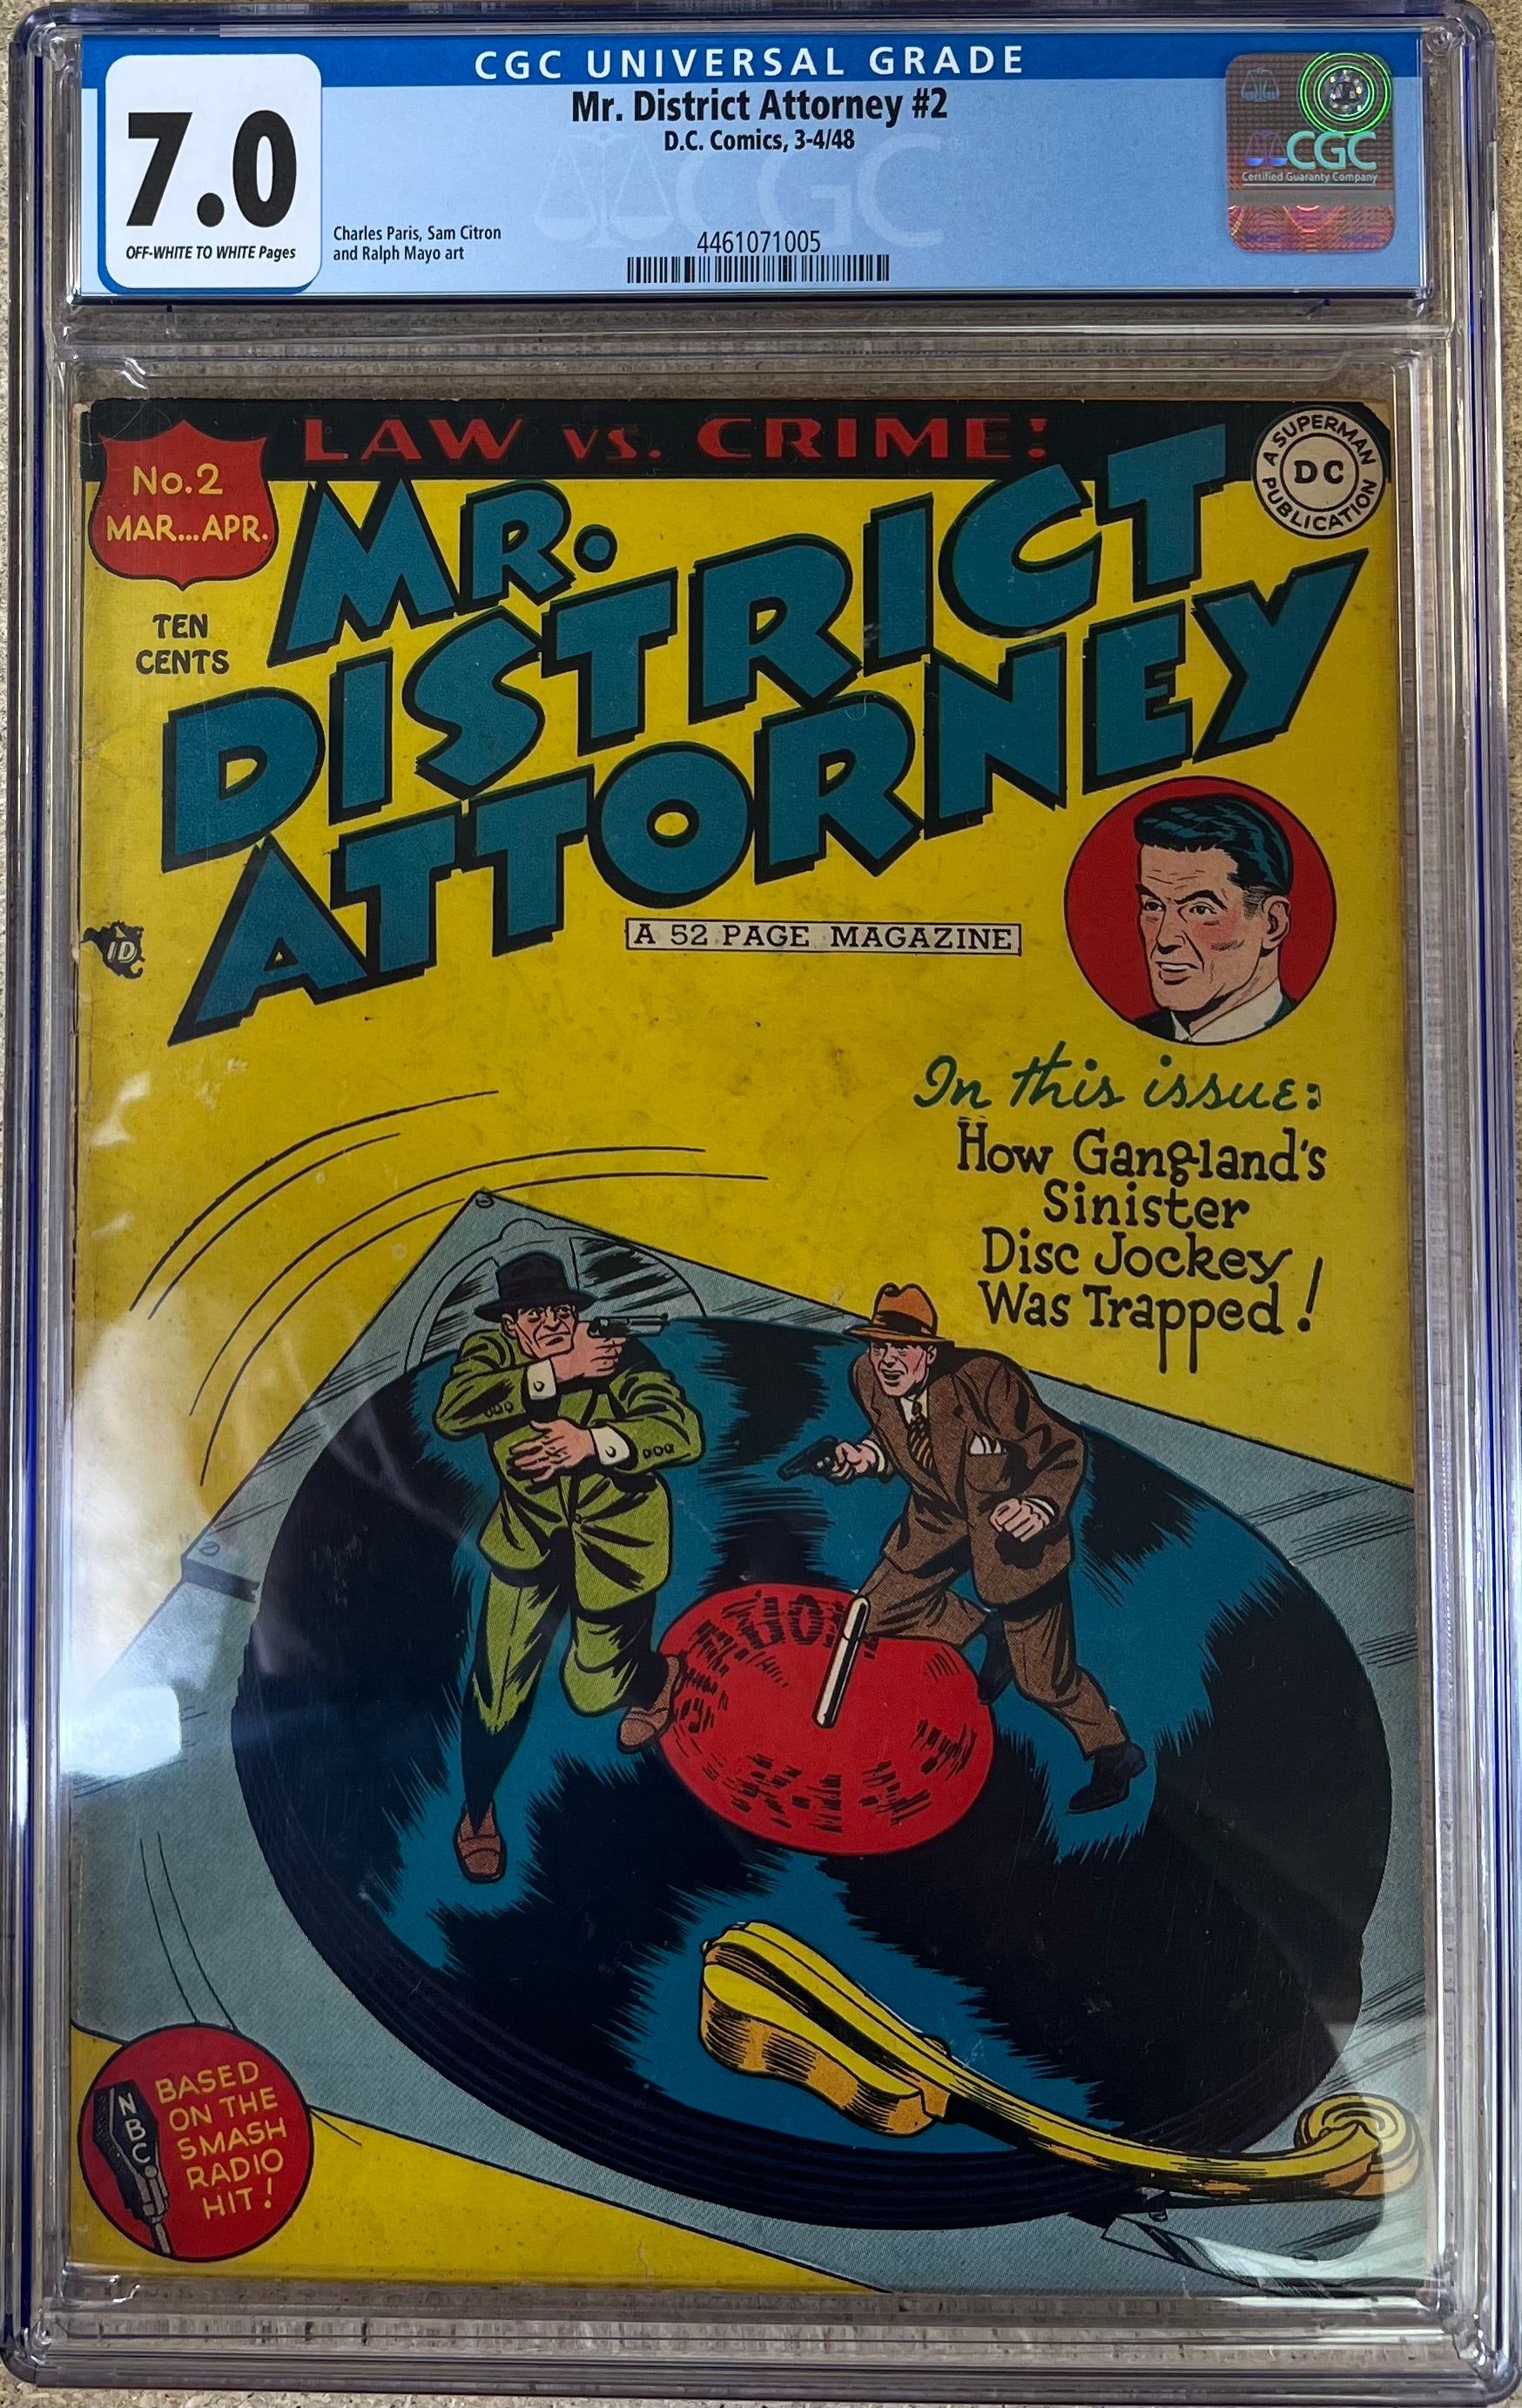 CGC UNIVERSAL GRADE
7.0
OFF-WHITE TO WHITE Pages
Mr. District Attorney #2
D.C. Comics, 3-4/48
Charles Paris, Sam Citron
and Ralph Mayo art
4461071005
CGC
CGC
Certified Guaranty Company
LAW vs. CRIME!
No.2
MAR...APR.
A SUPERMAN
DC
PUBLICATION
TEN
CENTS
MR.
DISTRICT
ATTORNEY
ID
A 52 PAGE MAGAZINE
In this issue:
How Gangland's
Sinister
Disc Jockey
Was Trapped!
NBC
BASED
ON THE
SMASH
RADIO
HIT!